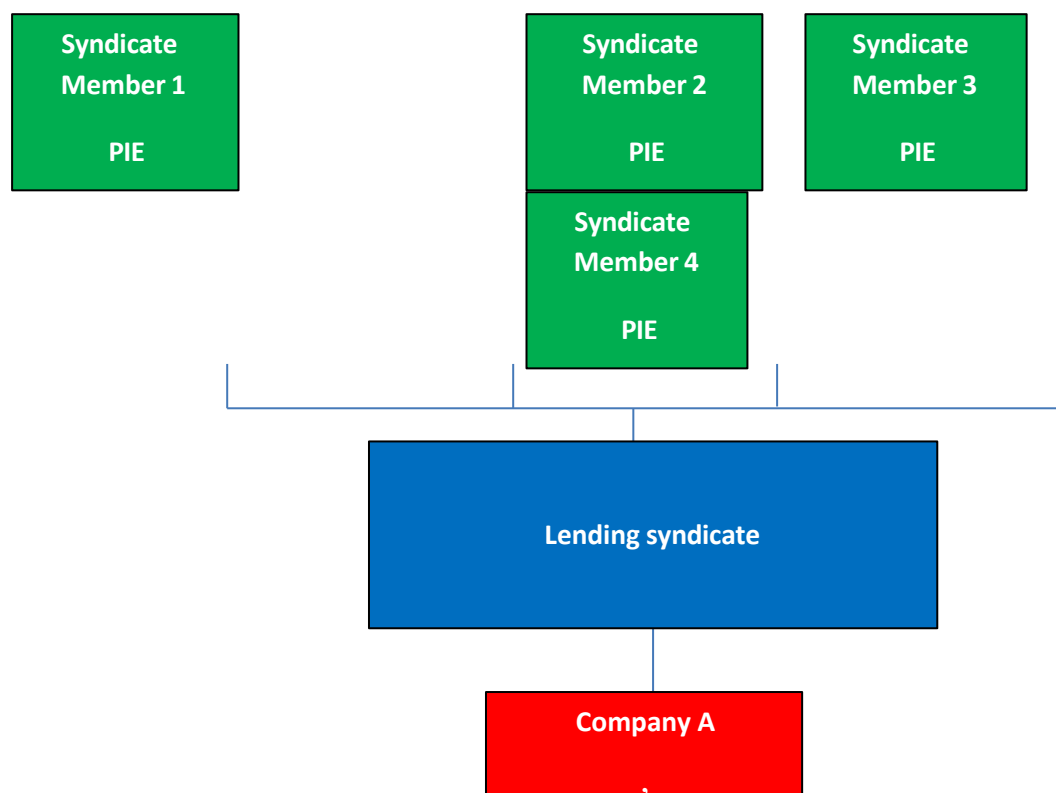 Syndicate
Member 1
PIE
Syndicate
Member 2
PIE
Syndicate
Member 3
PIE
Syndicate
Member 4
PIE
Lending syndicate
Company A